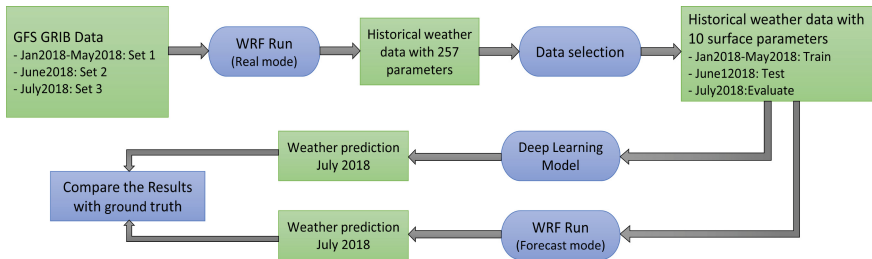 GFS GRIB Data
- Jan2018-May2018: Set 1
- June2018: Set 2
- July2018: Set 3
WRF Run
(Real mode)
Historical weather
data with 257
parameters
Data selection
Historical weather data with
10 surface parameters
- Jan2018-May2018: Train
- June12018: Test
- July2018:Evaluate
Weather prediction
July 2018
Deep Learning
Model
Compare the Results
with ground truth
Weather prediction
July 2018
WRF Run
(Forecast mode)